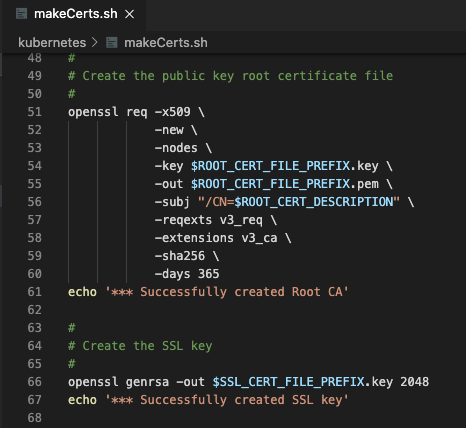 makeCerts.sh ×
kubernetes > makeCerts.sh
48 #
49 # Create the public key root certificate file
50 #
51 openssl req -x509 \
52 -new \
53 -nodes \
54 -key $ROOT_CERT_FILE_PREFIX.key \
55 -out $ROOT_CERT_FILE_PREFIX.pem \
56 -subj "/CN=$ROOT_CERT_DESCRIPTION" \
57 -reqexts v3_req \
58 -extensions v3_ca \
59 -sha256 \
60 -days 365
61 echo '*** Successfully created Root CA'
62
63 #
64 # Create the SSL key
65 #
66 openssl genrsa -out $SSL_CERT_FILE_PREFIX.key 2048
67 echo '*** Successfully created SSL key'
68